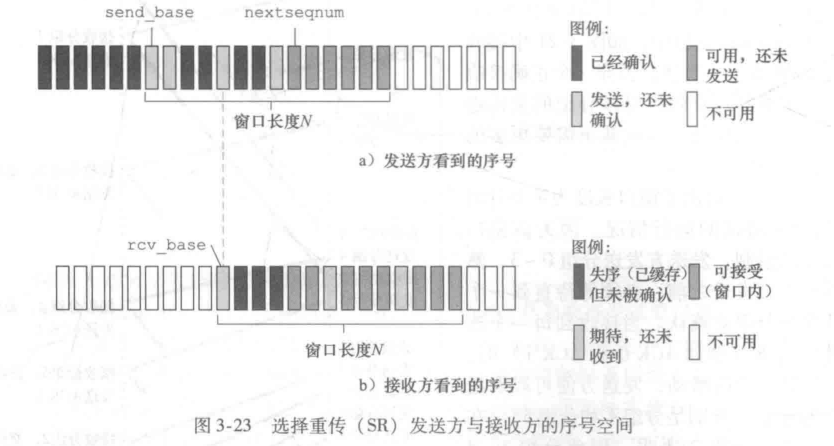 send_base
nextseqnum
图例:
已经确认
可用，还未
发送
发送，还未
确认
不可用
窗口长度N
a）发送方看到的序号
rcv_base
图例:
失序（已缓存）
但未被确认
可接受
（窗口内）
期待，还未
收到
不可用
窗口长度N
b）接收方看到的序号
图 3-23 选择重传（SR）发送方与接收方的序号空间